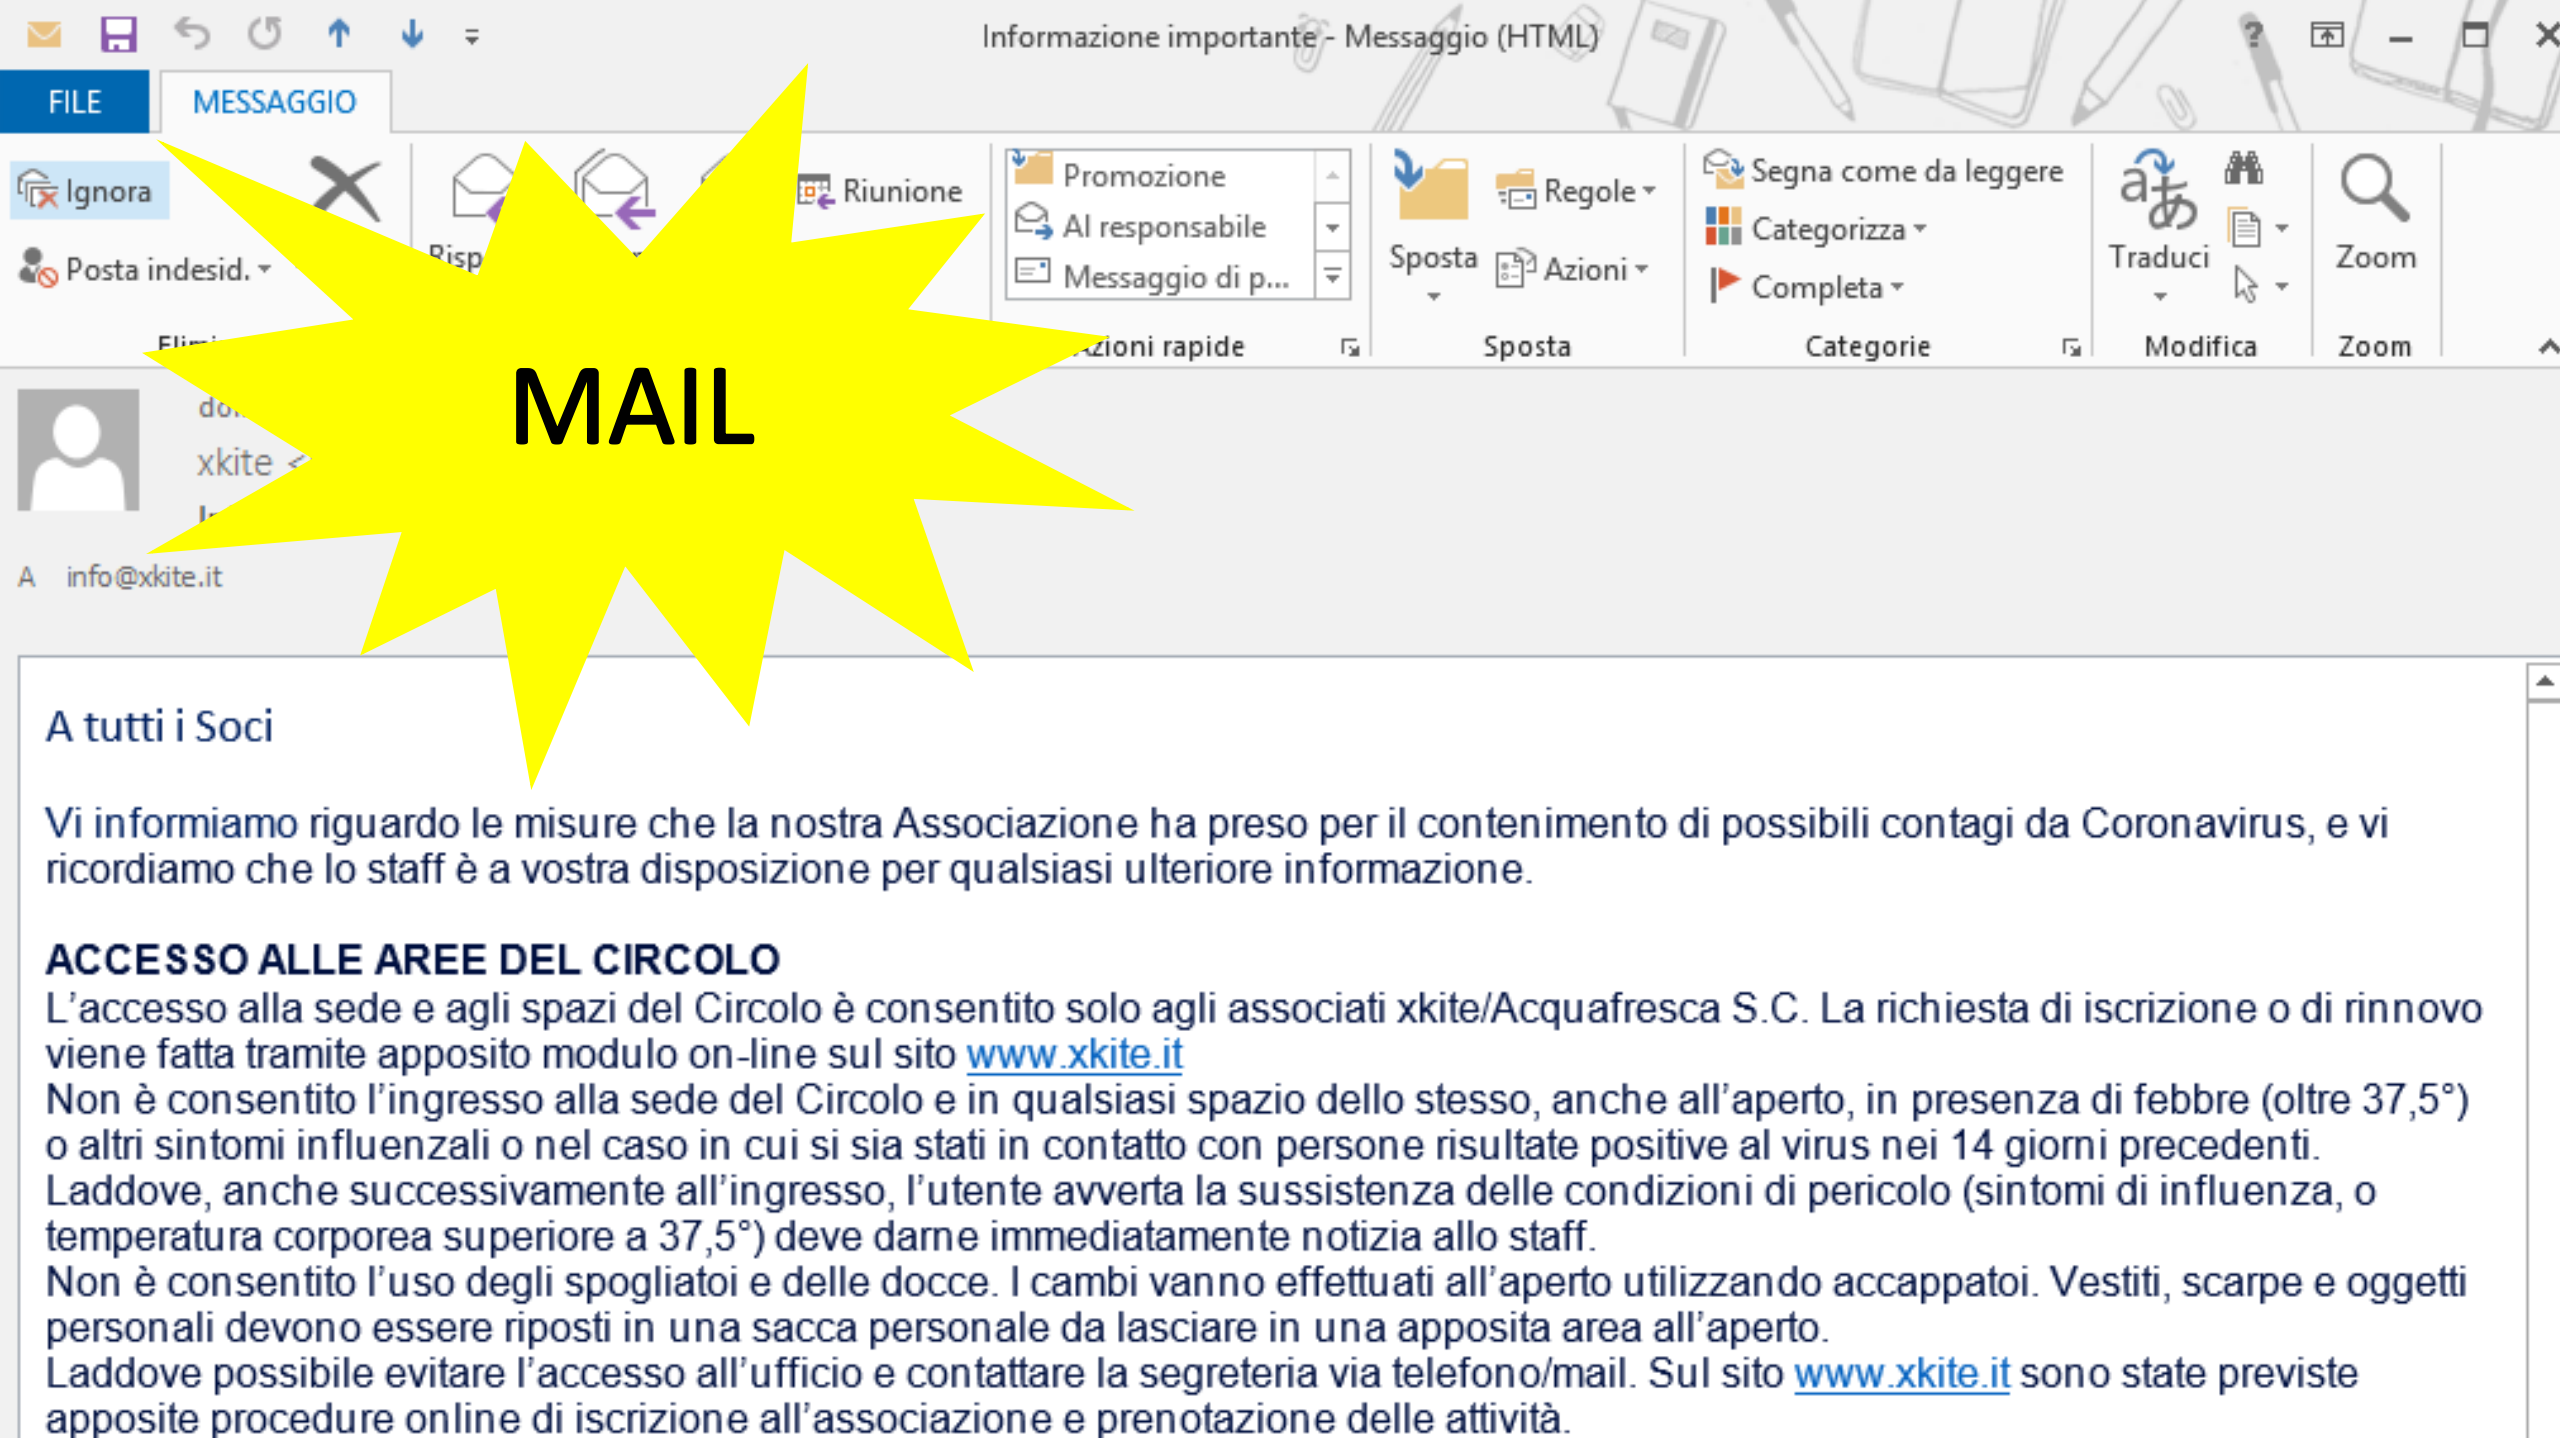 Informazione importante - Messaggio (HTML)
?
FILE
MESSAGGIO
Ignora
Riunione
Promozione
Al responsabile
Messaggio di p...
Sposta
Regole
Azioni
Segna come da leggere
Categorizza
Completa
Traduci
Zoom
Posta indesid.
rapide
Sposta
Categorie
Modifica
Zoom
MAIL
xkite <
A info@xkite.it
A tutti i Soci
Vi informiamo riguardo le misure che la nostra Associazione ha preso per il contenimento di possibili contagi da Coronavirus, e vi
ricordiamo che lo staff è a vostra disposizione per qualsiasi ulteriore informazione.
ACCESSO ALLE AREE DEL CIRCOLO
L’accesso alla sede e agli spazi del Circolo è consentito solo agli associati xkite/Acquafresca S.C. La richiesta di iscrizione o di rinnovo
viene fatta tramite apposito modulo on-line sul sito www.xkite.it
Non è consentito l’ingresso alla sede del Circolo e in qualsiasi spazio dello stesso, anche all’aperto, in presenza di febbre (oltre 37,5°)
o altri sintomi influenzali o nel caso in cui si sia stati in contatto con persone risultate positive al virus nei 14 giorni precedenti.
Laddove, anche successivamente all’ingresso, l’utente avverta la sussistenza delle condizioni di pericolo (sintomi di influenza, o
temperatura corporea superiore a 37,5°) deve darne immediatamente notizia allo staff.
Non è consentito l’uso degli spogliatoi e delle docce. I cambi vanno effettuati all’aperto utilizzando accappatoi. Vestiti, scarpe e oggetti
personali devono essere riposti in una sacca personale da lasciare in una apposita area all’aperto.
Laddove possibile evitare l’accesso all’ufficio e contattare la segreteria via telefono/mail. Sul sito www.xkite.it sono state previste
apposite procedure online di iscrizione all’associazione e prenotazione delle attività.